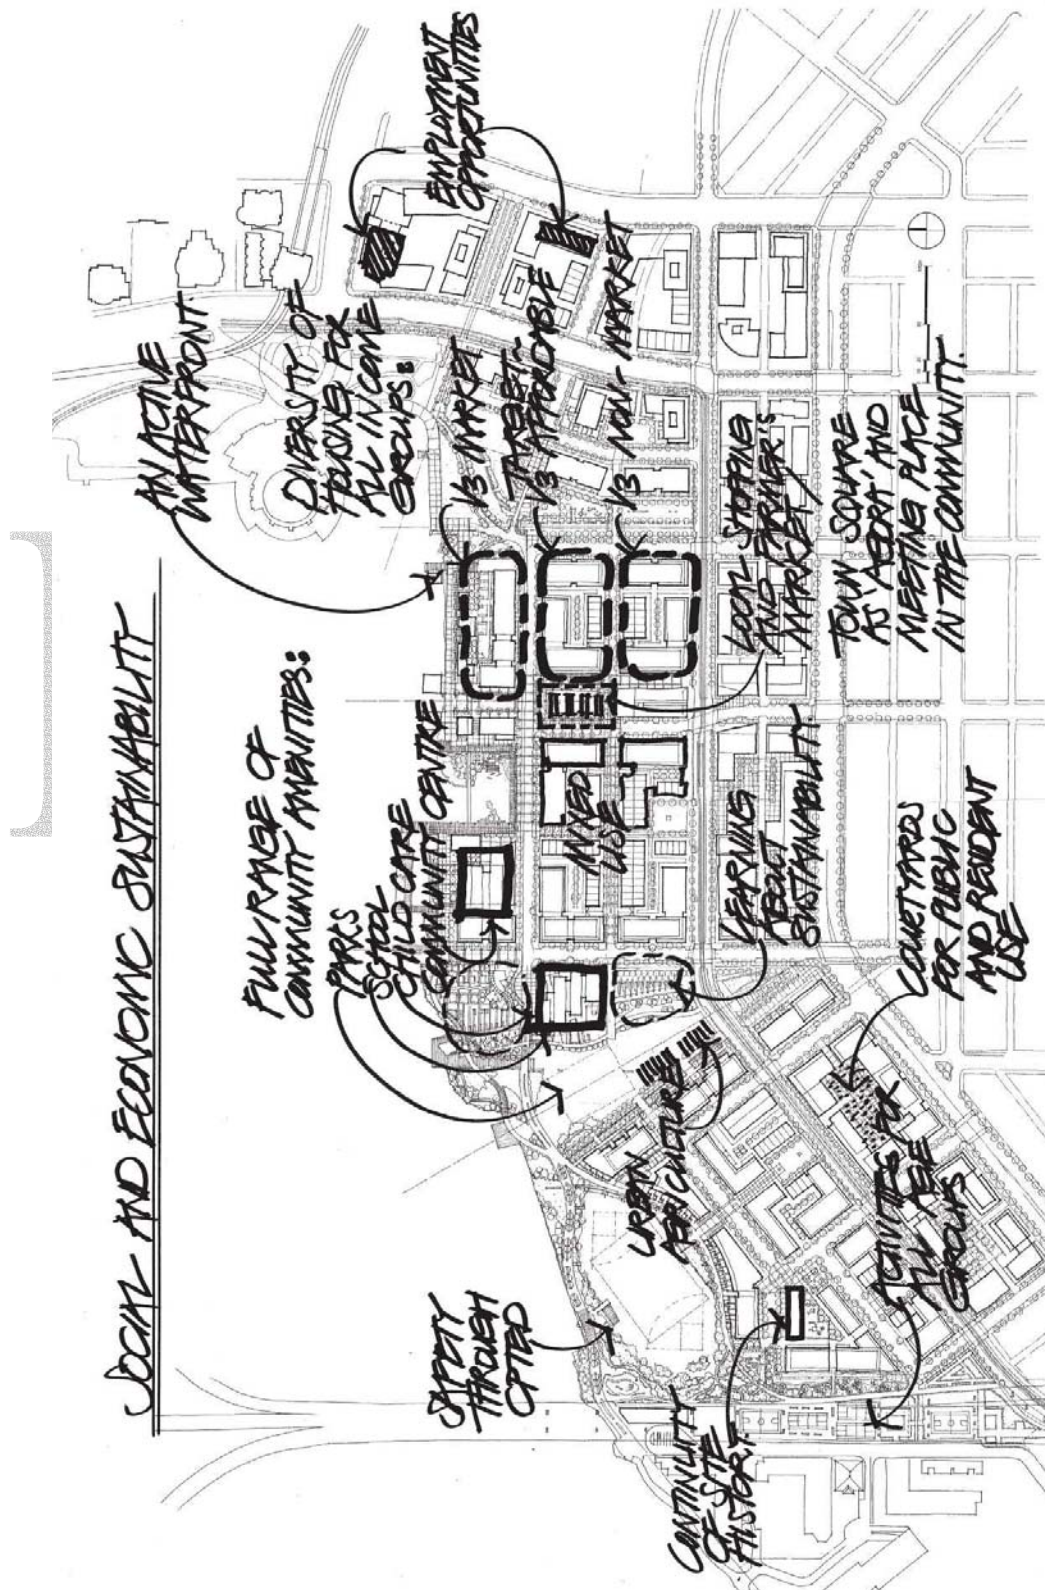 SOCIAL AND ECONOMIC SUSTAINABILITY
SAFETY
THROUGH
CPTED
FULL RANGE OF
COMMUNITY AMENITIES:
PARKS
SCHOOL
CHILD CARE
COMMUNITY CENTRE
AN ACTIVE
WATERFRONT
DIVERSITY OF
HOUSING FOR
ALL INCOME
GROUPS:
1/3 MARKET
1/3 TARGET-
AFFORDABLE
1/3 NON-MARKET
EMPLOYMENT
OPPORTUNITIES
URBAN
AGRICULTURE
MIXED
USE
CONTINUITY
OF SITE
HISTORY.
LEARNING
ABOUT
SUSTAINABILITY.
LOCAL SHOPPING
AND FARMER'S
MARKET /
TOWN SQUARE
AS AGORA AND
MEETING PLACE
IN THE COMMUNITY.
ACTIVITIES FOR
ALL AGE
GROUPS
COURTYARDS
FOR PUBLIC
AND RESIDENT
USE